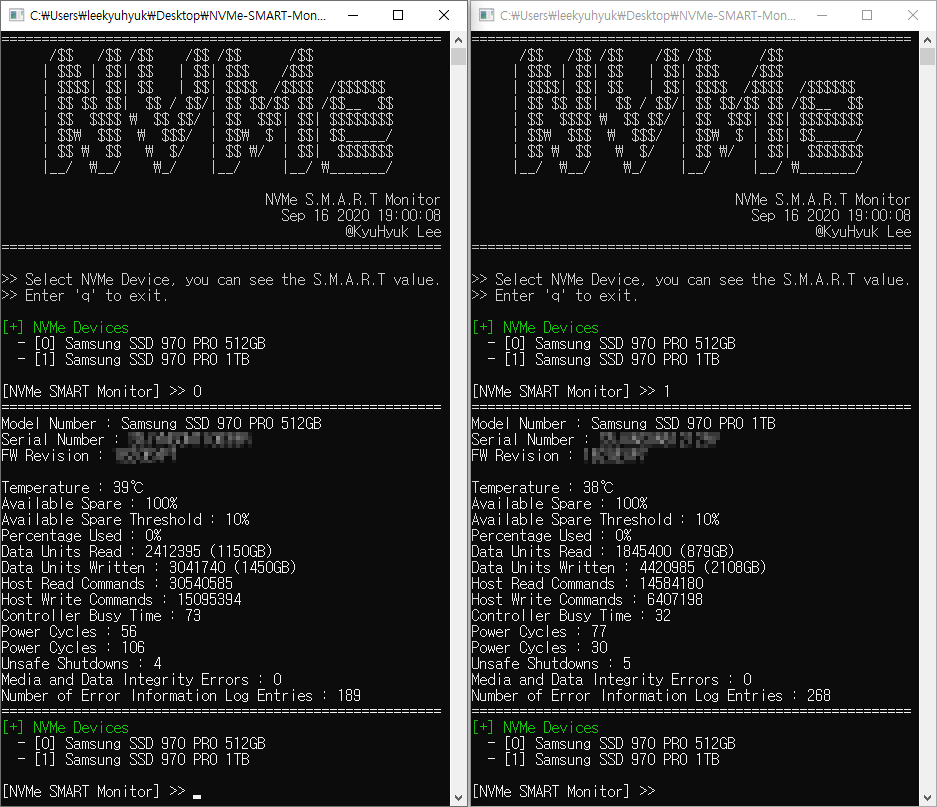 C:₩Users₩leekyuhyuk₩Desktop₩NVMe-SMART-Mon...
NVMe
NVMe S.M.A.R.T Monitor
Sep 16 2020 19:00:08
@KyuHyuk Lee
>> Select NVMe Device, you can see the S.M.A.R.T value.
>> Enter 'q' to exit.
[+] NVMe Devices
- [0] Samsung SSD 970 PRO 512GB
- [1] Samsung SSD 970 PRO 1TB
[NVMe SMART Monitor] >> 0
Model Number : Samsung SSD 970 PRO 512GB
Serial Number :
FW Revision :
Temperature : 39℃
Available Spare : 100%
Available Spare Threshold : 10%
Percentage Used : 0%
Data Units Read : 2412395 (1150GB)
Data Units Written : 3041740 (1450GB)
Host Read Commands : 30540585
Host Write Commands : 15095394
Controller Busy Time : 73
Power Cycles : 56
Power Cycles : 106
Unsafe Shutdowns : 4
Media and Data Integrity Errors : 0
Number of Error Information Log Entries : 189
[+] NVMe Devices
- [0] Samsung SSD 970 PRO 512GB
- [1] Samsung SSD 970 PRO 1TB
[NVMe SMART Monitor] >>
C:₩Users₩leekyuhyuk₩Desktop₩NVMe-SMART-Mon...
NVMe
NVMe S.M.A.R.T Monitor
Sep 16 2020 19:00:08
@KyuHyuk Lee
>> Select NVMe Device, you can see the S.M.A.R.T value.
>> Enter 'q' to exit.
[+] NVMe Devices
- [0] Samsung SSD 970 PRO 512GB
- [1] Samsung SSD 970 PRO 1TB
[NVMe SMART Monitor] >> 1
Model Number : Samsung SSD 970 PRO 1TB
Serial Number :
FW Revision :
Temperature : 38℃
Available Spare : 100%
Available Spare Threshold : 10%
Percentage Used : 0%
Data Units Read : 1845400 (879GB)
Data Units Written : 4420985 (2108GB)
Host Read Commands : 14584180
Host Write Commands : 6407198
Controller Busy Time : 32
Power Cycles : 77
Power Cycles : 30
Unsafe Shutdowns : 5
Media and Data Integrity Errors : 0
Number of Error Information Log Entries : 268
[+] NVMe Devices
- [0] Samsung SSD 970 PRO 512GB
- [1] Samsung SSD 970 PRO 1TB
[NVMe SMART Monitor] >>